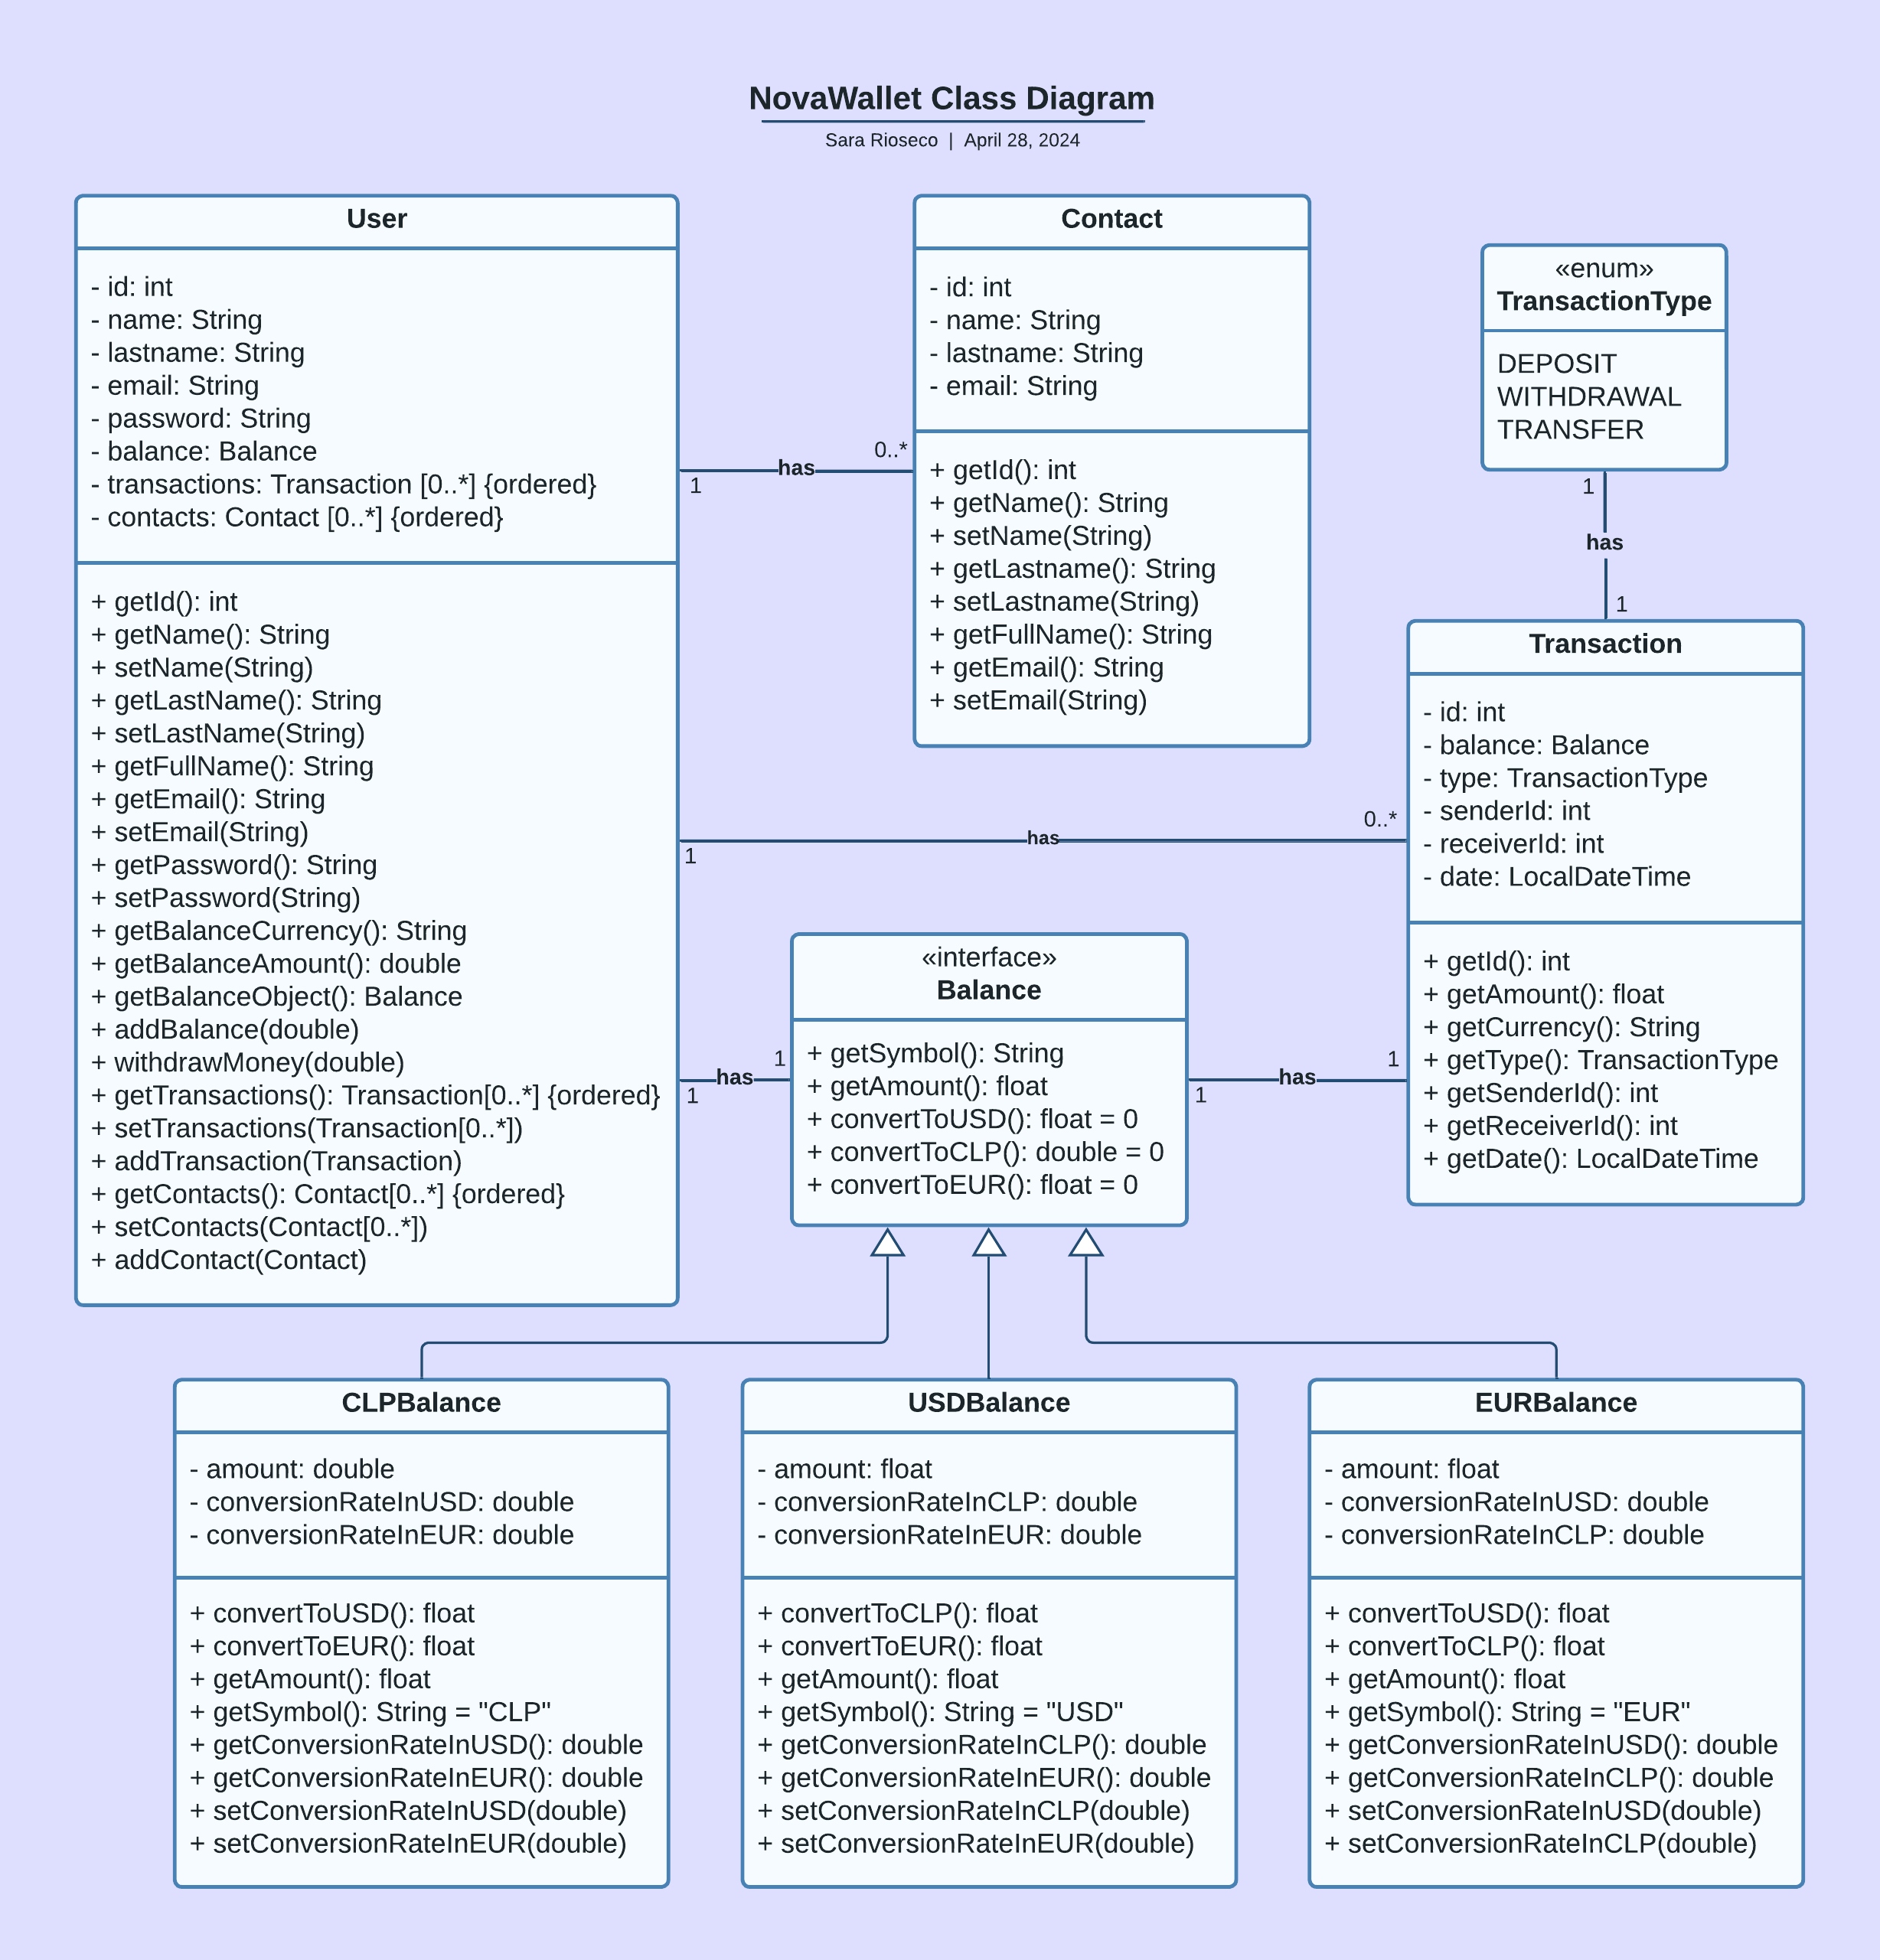 NovaWallet Class Diagram
Sara Rioseco | April 28, 2024
User
- id: int
- name: String
- lastname: String
- email: String
- password: String
- balance: Balance
- transactions: Transaction [0..*] {ordered}
- contacts: Contact [0..*] {ordered}
+ getId(): int
+ getName(): String
+ setName(String)
+ getLastName(): String
+ setLastName(String)
+ getFullName(): String
+ getEmail(): String
+ setEmail(String)
+ getPassword(): String
+ setPassword(String)
+ getBalanceCurrency(): String
+ getBalanceAmount(): double
+ getBalanceObject(): Balance
+ addBalance(double)
+ withdrawMoney(double)
+ getTransactions(): Transaction[0..*] {ordered}
+ setTransactions(Transaction[0..*])
+ addTransaction(Transaction)
+ getContacts(): Contact[0..*] {ordered}
+ setContacts(Contact[0..*])
+ addContact(Contact)
1
has
0..*
Contact
- id: int
- name: String
- lastname: String
- email: String
+ getId(): int
+ getName(): String
+ setName(String)
+ getLastname(): String
+ setLastname(String)
+ getFullName(): String
+ getEmail(): String
+ setEmail(String)
«enum»
TransactionType
DEPOSIT
WITHDRAWAL
TRANSFER
1
has
1
Transaction
- id: int
- balance: Balance
- type: TransactionType
- senderId: int
- receiverId: int
- date: LocalDateTime
+ getId(): int
+ getAmount(): float
+ getCurrency(): String
+ getType(): TransactionType
+ getSenderId(): int
+ getReceiverId(): int
+ getDate(): LocalDateTime
1
has
0..*
1
has
1
«interface»
Balance
+ getSymbol(): String
+ getAmount(): float
+ convertToUSD(): float = 0
+ convertToCLP(): double = 0
+ convertToEUR(): float = 0
1
has
1
CLPBalance
- amount: double
- conversionRateInUSD: double
- conversionRateInEUR: double
+ convertToUSD(): float
+ convertToEUR(): float
+ getAmount(): float
+ getSymbol(): String = "CLP"
+ getConversionRateInUSD(): double
+ getConversionRateInEUR(): double
+ setConversionRateInUSD(double)
+ setConversionRateInEUR(double)
USDBalance
- amount: float
- conversionRateInCLP: double
- conversionRateInEUR: double
+ convertToCLP(): float
+ convertToEUR(): float
+ getAmount(): float
+ getSymbol(): String = "USD"
+ getConversionRateInCLP(): double
+ getConversionRateInEUR(): double
+ setConversionRateInCLP(double)
+ setConversionRateInEUR(double)
EURBalance
- amount: float
- conversionRateInUSD: double
- conversionRateInCLP: double
+ convertToUSD(): float
+ convertToCLP(): float
+ getAmount(): float
+ getSymbol(): String = "EUR"
+ getConversionRateInUSD(): double
+ getConversionRateInCLP(): double
+ setConversionRateInUSD(double)
+ setConversionRateInCLP(double)